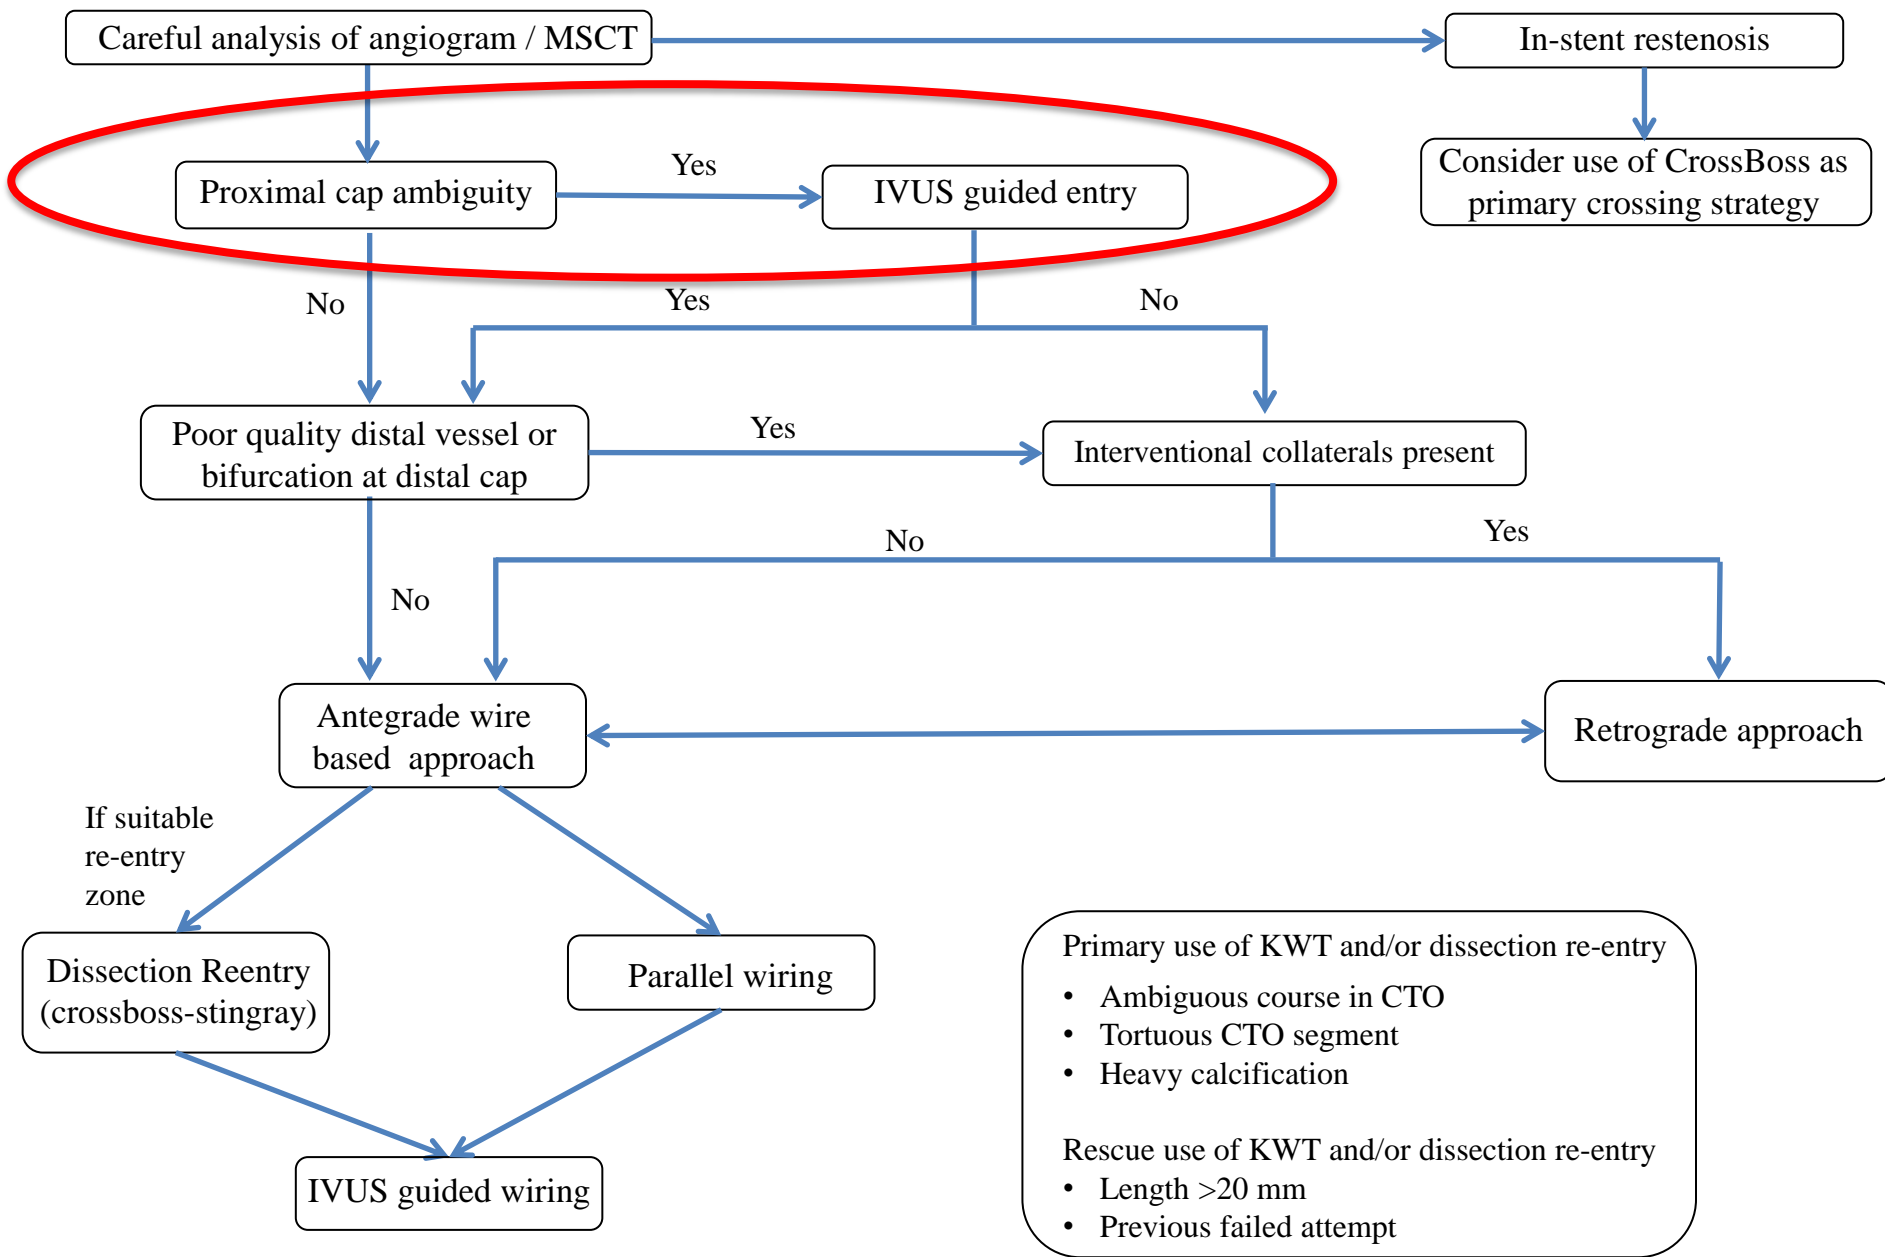 Careful analysis of angiogram / MSCT
In-stent restenosis
Yes
Proximal cap ambiguity
IVUS guided entry
Consider use of CrossBoss as
primary crossing strategy
No
Yes
No
Poor quality distal vessel or
bifurcation at distal cap
Yes
Interventional collaterals present
No
No
Yes
Antegrade wire
based approach
Retrograde approach
If suitable
re-entry
zone
Dissection Reentry
(crossboss-stingray)
Parallel wiring
IVUS guided wiring
Primary use of KWT and/or dissection re-entry
• Ambiguous course in CTO
• Tortuous CTO segment
• Heavy calcification
Rescue use of KWT and/or dissection re-entry
• Length >20 mm
• Previous failed attempt